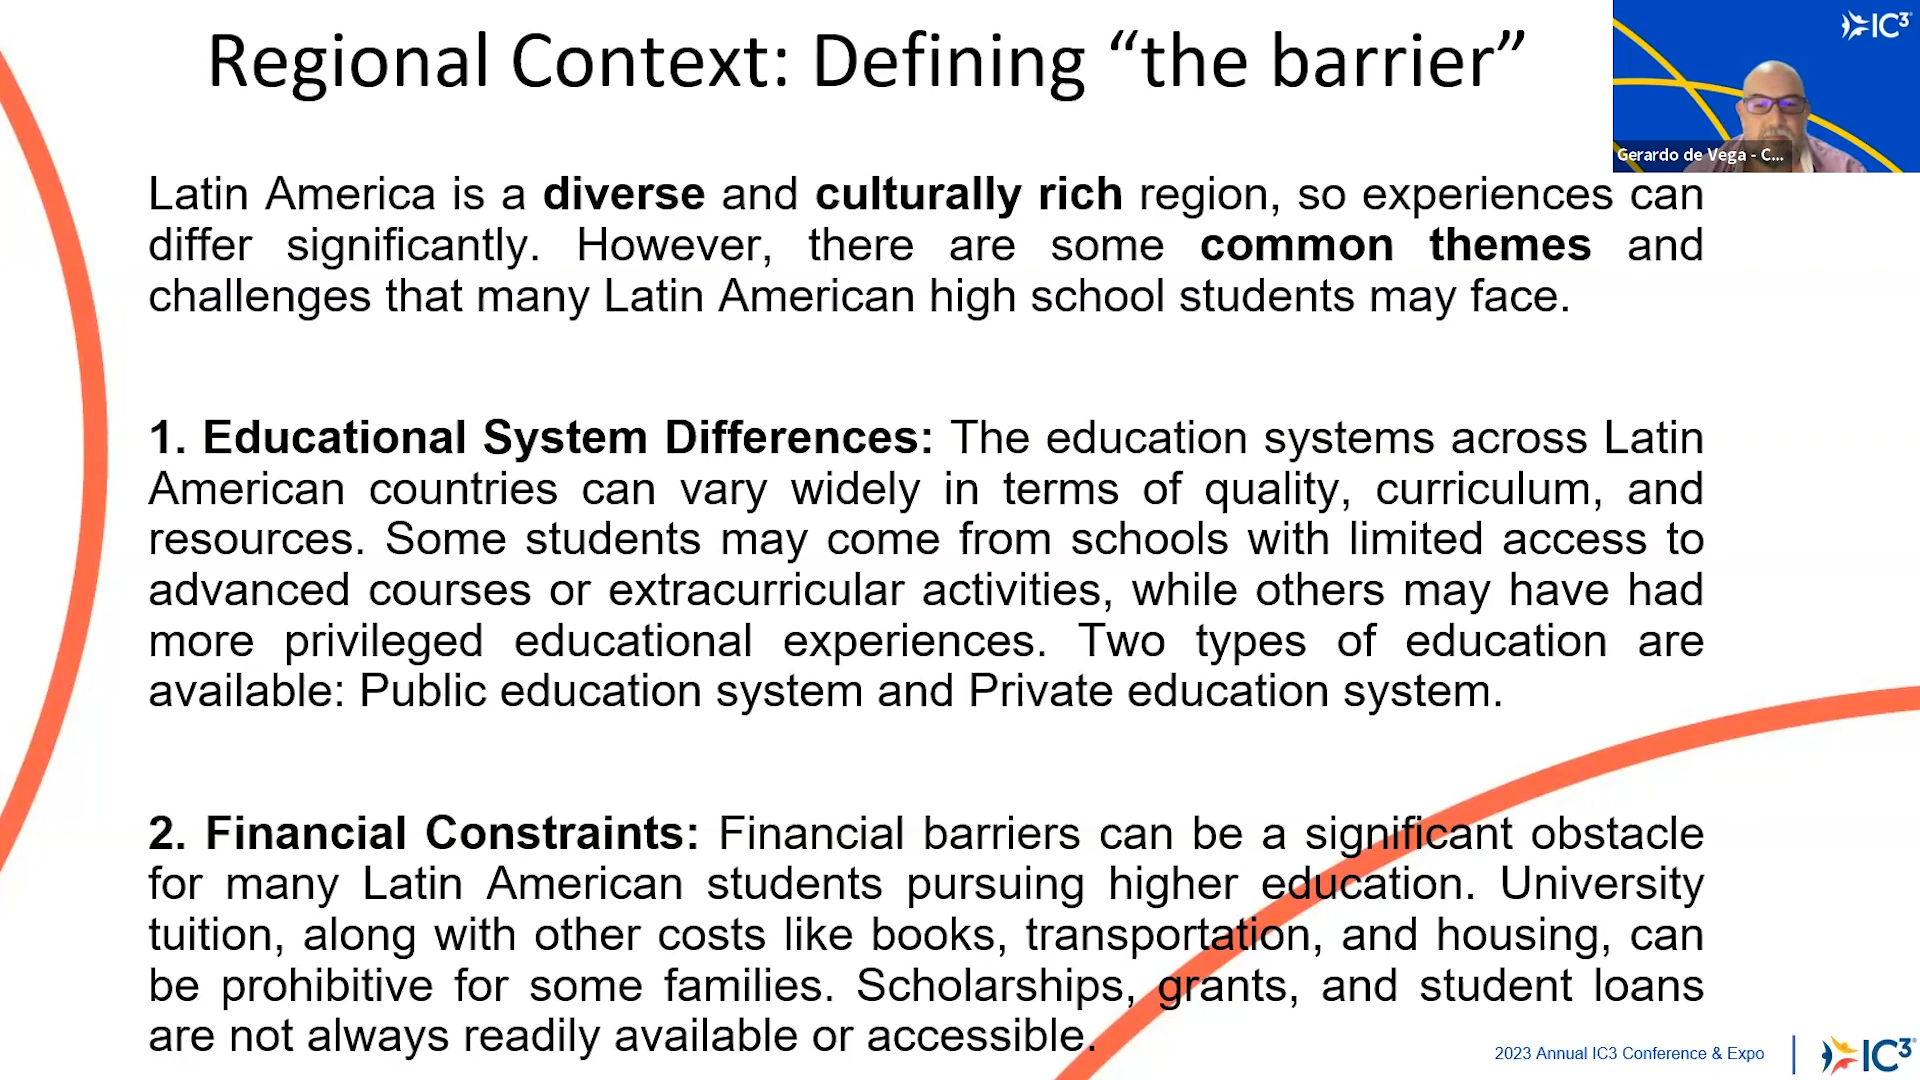 Regional Context: Defining “the barrier”
IC³
Gerardo de Vega - C...
Latin America is a diverse and culturally rich region, so experiences can
differ significantly. However, there are some common themes and
challenges that many Latin American high school students may face.
1. Educational System Differences: The education systems across Latin
American countries can vary widely in terms of quality, curriculum, and
resources. Some students may come from schools with limited access to
advanced courses or extracurricular activities, while others may have had
more privileged educational experiences. Two types of education are
available: Public education system and Private education system.
2. Financial Constraints: Financial barriers can be a significant obstacle
for many Latin American students pursuing higher education. University
tuition, along with other costs like books, transportation, and housing, can
be prohibitive for some families. Scholarships, grants, and student loans
are not always readily available or accessible.
2023 Annual IC3 Conference & Expo
IC³